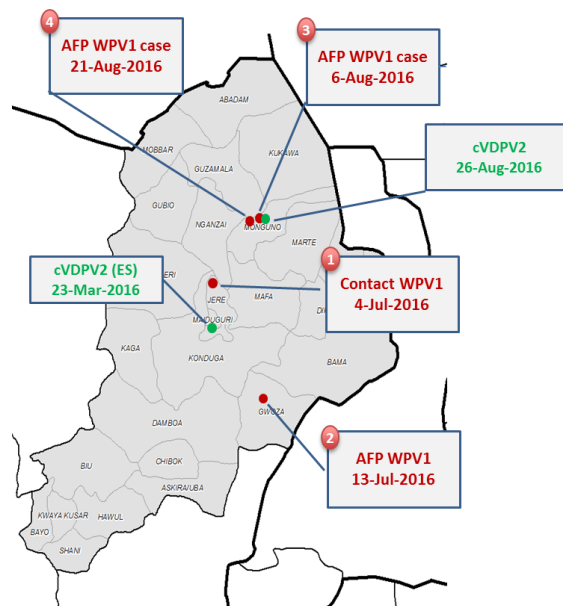 4
AFP WPV1 case
21-Aug-2016
3
AFP WPV1 case
6-Aug-2016
cVDPV2
26-Aug-2016
cVDPV2 (ES)
23-Mar-2016
1
Contact WPV1
4-Jul-2016
2
AFP WPV1
13-Jul-2016
ABADAM
MOBBAR
KUKAWA
GUZAMALA
GUBIO
NGANZAI
MONGUNO
MARTE
ERI
JERE
MAFA
DI
MAIDUGURI
KAGA
KONDUGA
BAMA
GWOZA
DAMBOA
CHIBOK
BIU
ASKIRA/UBA
KWAYA KUSAR
HAWUL
BAYO
SHANI